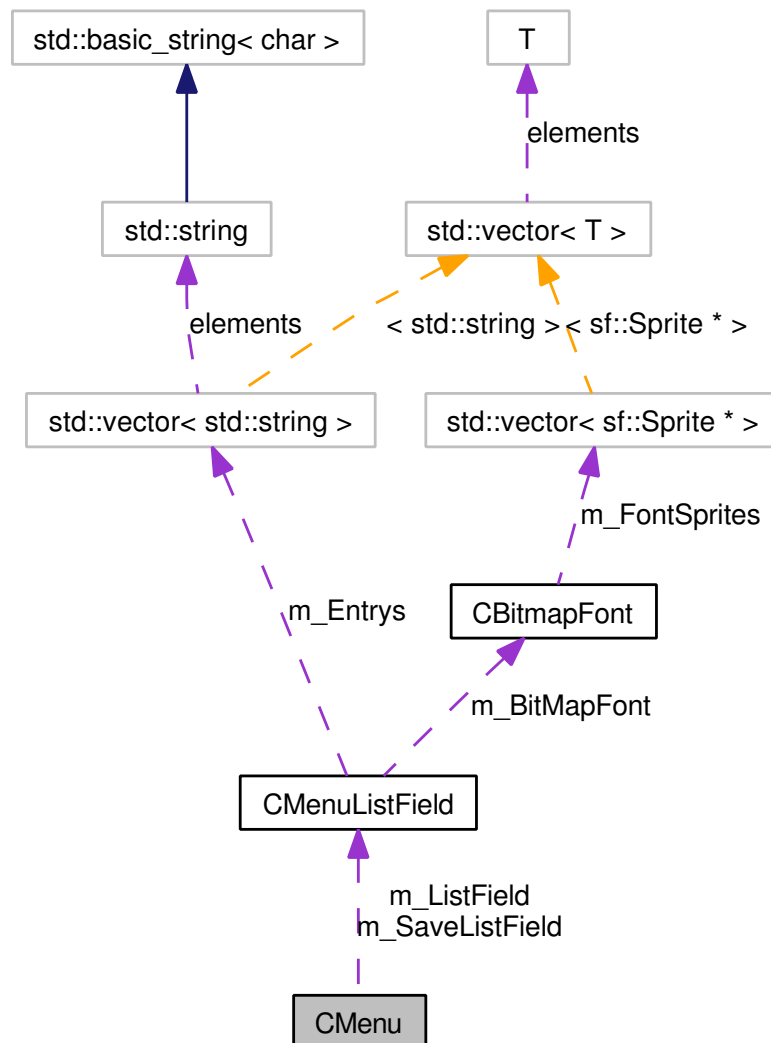 std::basic_string< char >
T
elements
std::string
std::vector< T >
elements
< std::string >
< sf::Sprite * >
std::vector< std::string >
std::vector< sf::Sprite * >
m_FontSprites
m_Entrys
CBitmapFont
m_BitMapFont
CMenuListField
m_ListField
m_SaveListField
CMenu